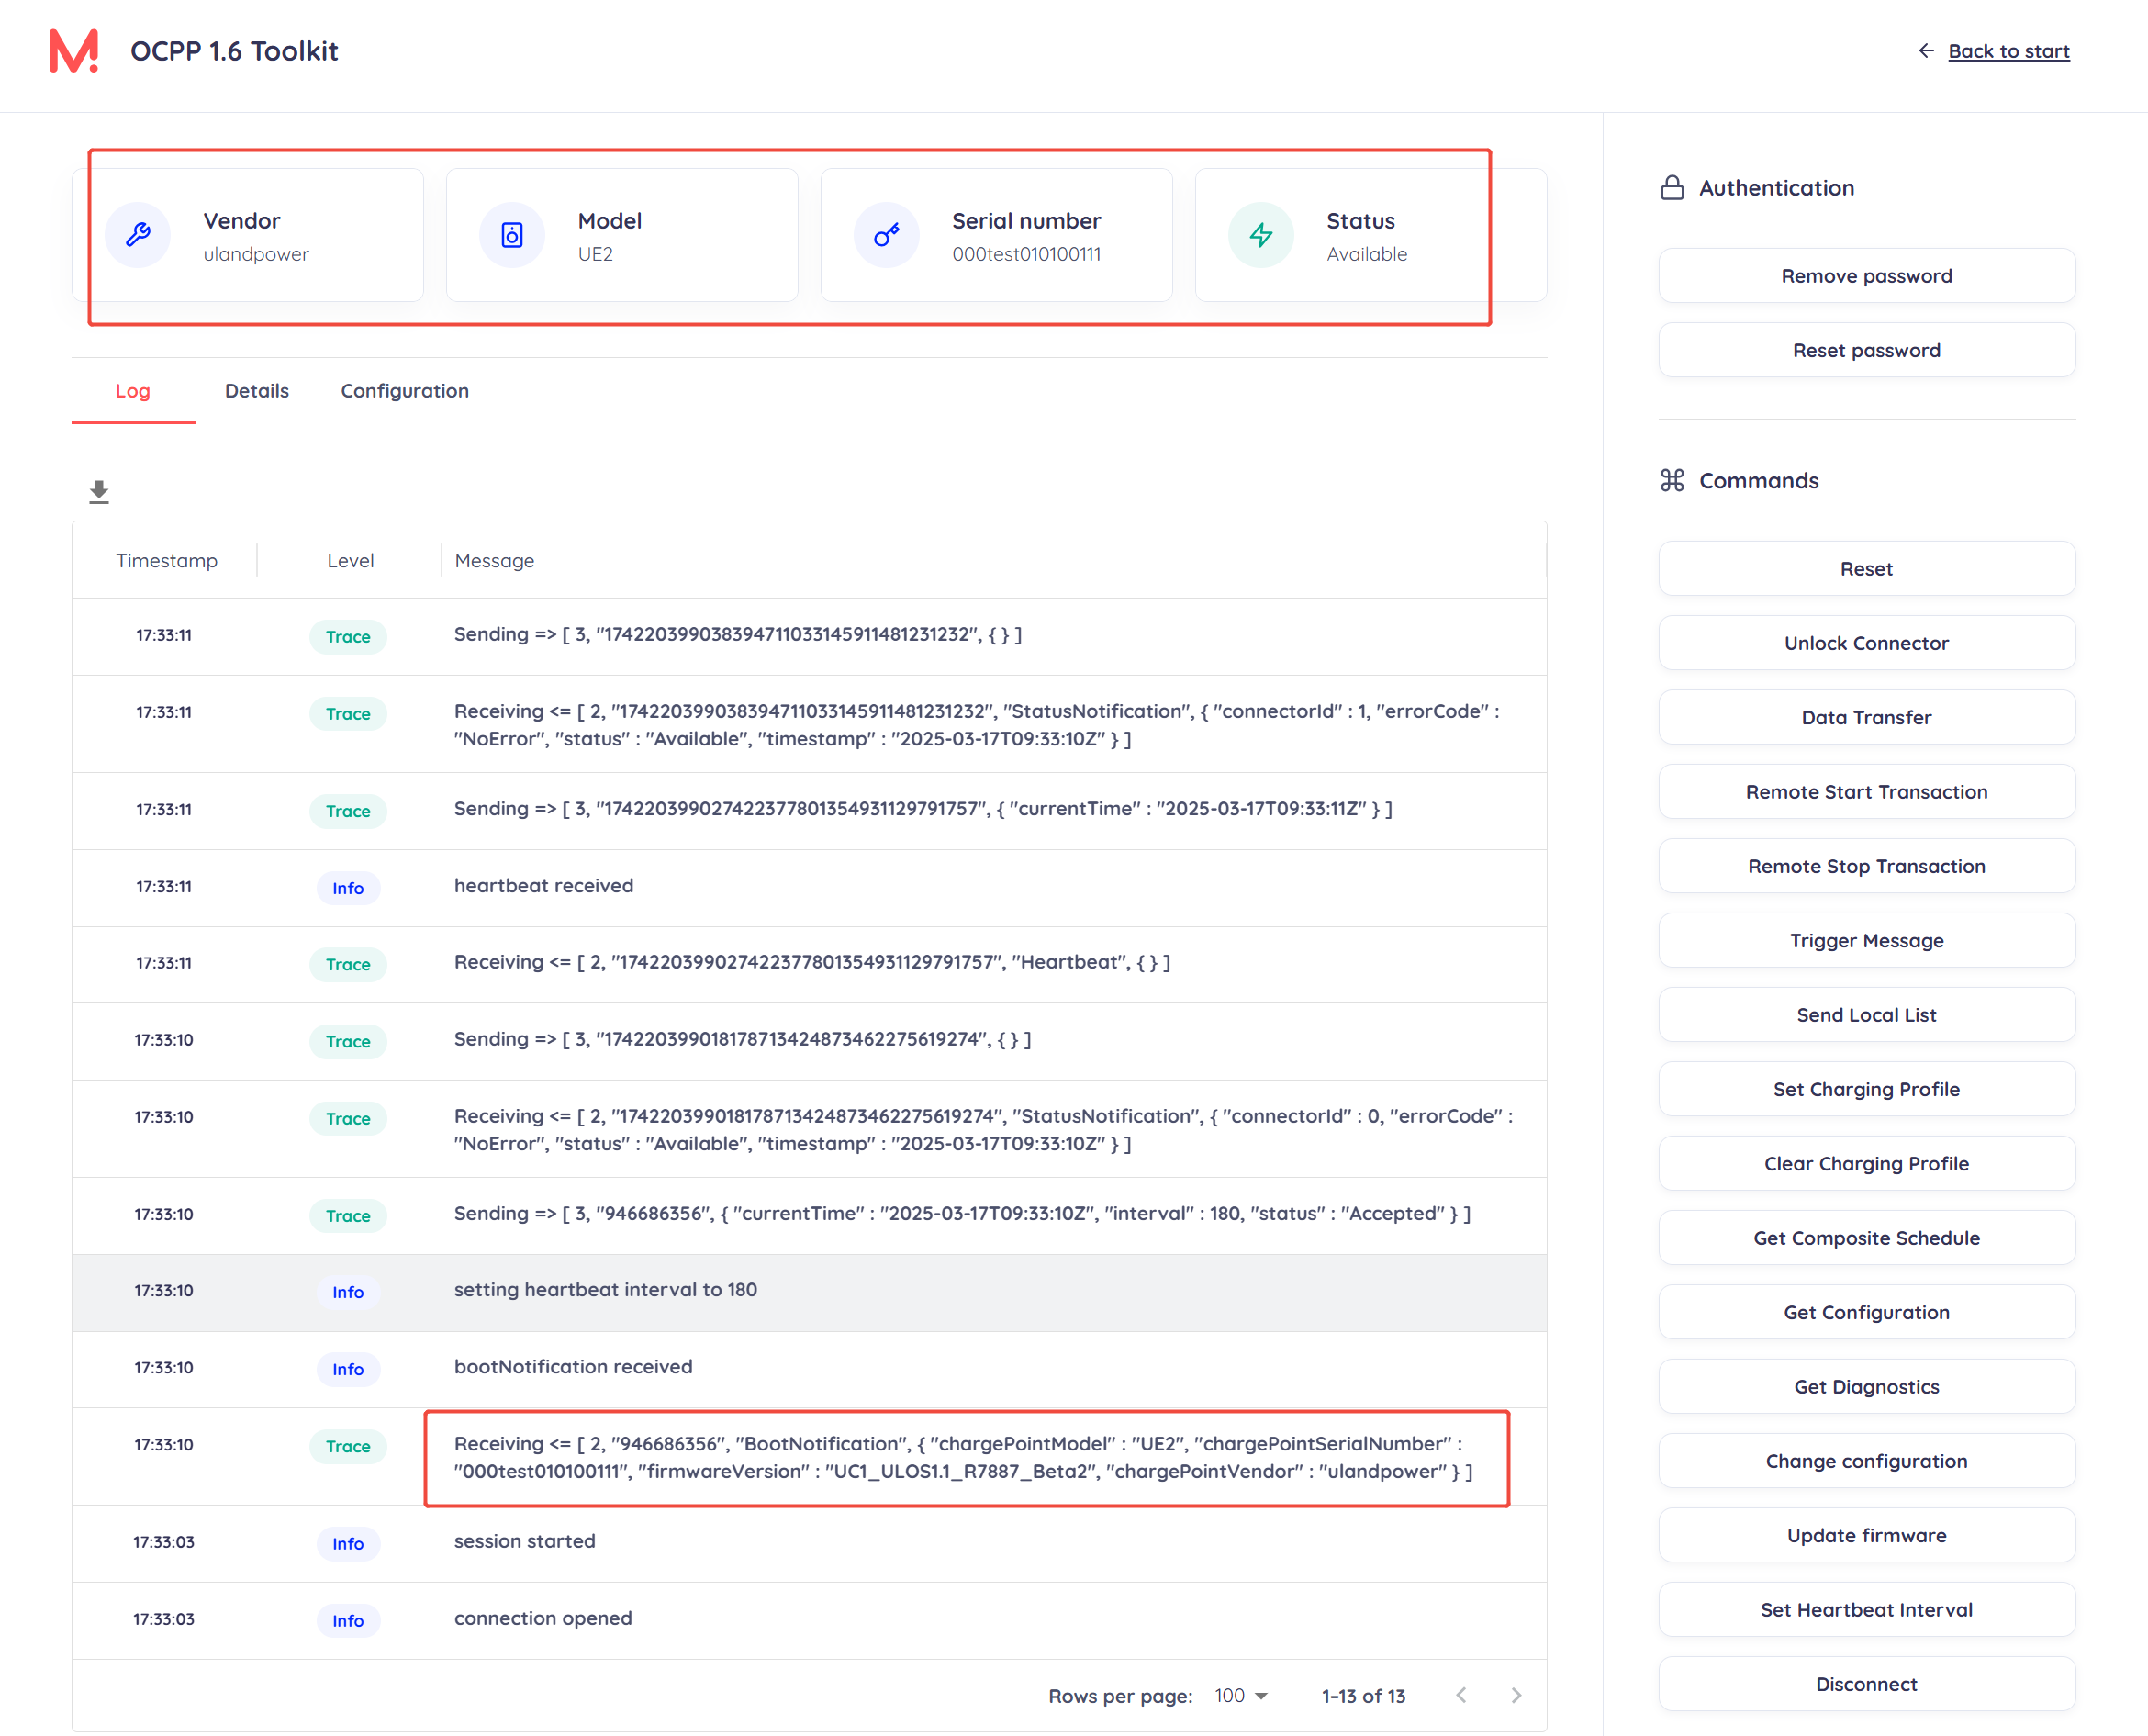 OCPP 1.6 Toolkit
← Back to start
Vendor
ulandpower
Model
UE2
Serial number
000test010100111
Status
Available
Log Details Configuration
Timestamp Level Message
17:33:11 Trace Sending => [ 3, "1742203990383947110331459114812312​32", { } ]
17:33:11 Trace Receiving <= [ 2, "174220399038394711033145911481231232", "StatusNotification", { "connectorId" : 1, "errorCode" :
"NoError", "status" : "Available", "timestamp" : "2025-03-17T09:33:10Z" } ]
17:33:11 Trace Sending => [ 3, "174220399027422377801354931129791757", { "currentTime" : "2025-03-17T09:33:11Z" } ]
17:33:11 Info heartbeat received
17:33:11 Trace Receiving <= [ 2, "174220399027422377801354931129791757", "Heartbeat", { } ]
17:33:10 Trace Sending => [ 3, "174220399018178713424873462275619274", { } ]
17:33:10 Trace Receiving <= [ 2, "174220399018178713424873462275619274", "StatusNotification", { "connectorId" : 0, "errorCode" :
"NoError", "status" : "Available", "timestamp" : "2025-03-17T09:33:10Z" } ]
17:33:10 Trace Sending => [ 3, "946686356", { "currentTime" : "2025-03-17T09:33:10Z", "interval" : 180, "status" : "Accepted" } ]
17:33:10 Info setting heartbeat interval to 180
17:33:10 Info bootNotification received
17:33:10 Trace Receiving <= [ 2, "946686356", "BootNotification", { "chargePointModel" : "UE2", "chargePointSerialNumber" :
"000test010100111", "firmwareVersion" : "UC1_ULOS1.1_R7887_Beta2", "chargePointVendor" : "ulandpower" } ]
17:33:03 Info session started
17:33:03 Info connection opened
Rows per page: 100 1–13 of 13
Authentication
Remove password
Reset password
Commands
Reset
Unlock Connector
Data Transfer
Remote Start Transaction
Remote Stop Transaction
Trigger Message
Send Local List
Set Charging Profile
Clear Charging Profile
Get Composite Schedule
Get Configuration
Get Diagnostics
Change configuration
Update firmware
Set Heartbeat Interval
Disconnect